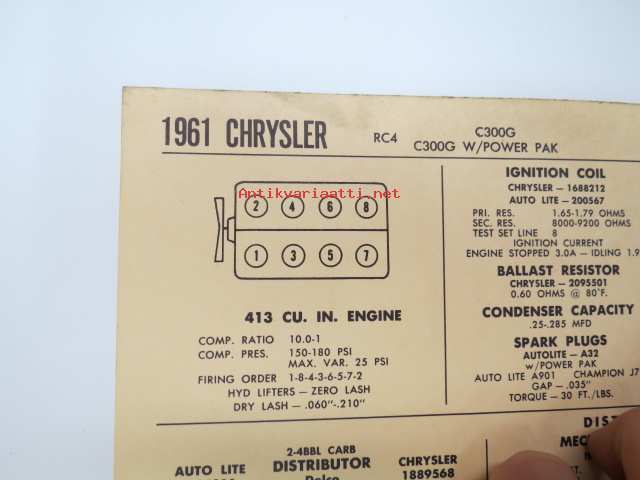 1961 CHRYSLER RC4 C300G
C300G W/POWER PAK
Antikvariaatti.net
2 4 6 8
1 3 5 7
413 CU. IN. ENGINE
COMP. RATIO 10.0-1
COMP. PRES. 150-180 PSI
MAX. VAR. 25 PSI
FIRING ORDER 1-8-4-3-6-5-7-2
HYD LIFTERS — ZERO LASH
DRY LASH — .060"-.210"
IGNITION COIL
CHRYSLER — 1688212
AUTO LITE — 200567
PRI. RES. 1.65-1.79 OHMS
SEC. RES. 8000-9200 OHMS
TEST SET LINE 8
IGNITION CURRENT
ENGINE STOPPED 3.0A — IDLING 1.9
BALLAST RESISTOR
CHRYSLER — 2095501
0.60 OHMS @ 80°F.
CONDENSER CAPACITY
.25-.285 MFD
SPARK PLUGS
AUTOLITE — A32
w/POWER PAK
AUTO LITE A901 CHAMPION J7
GAP — .035"
TORQUE — 30 FT./LBS.
2-4BBL CARB
AUTO LITE DISTRIBUTOR CHRYSLER
1889568
DIST
MEC